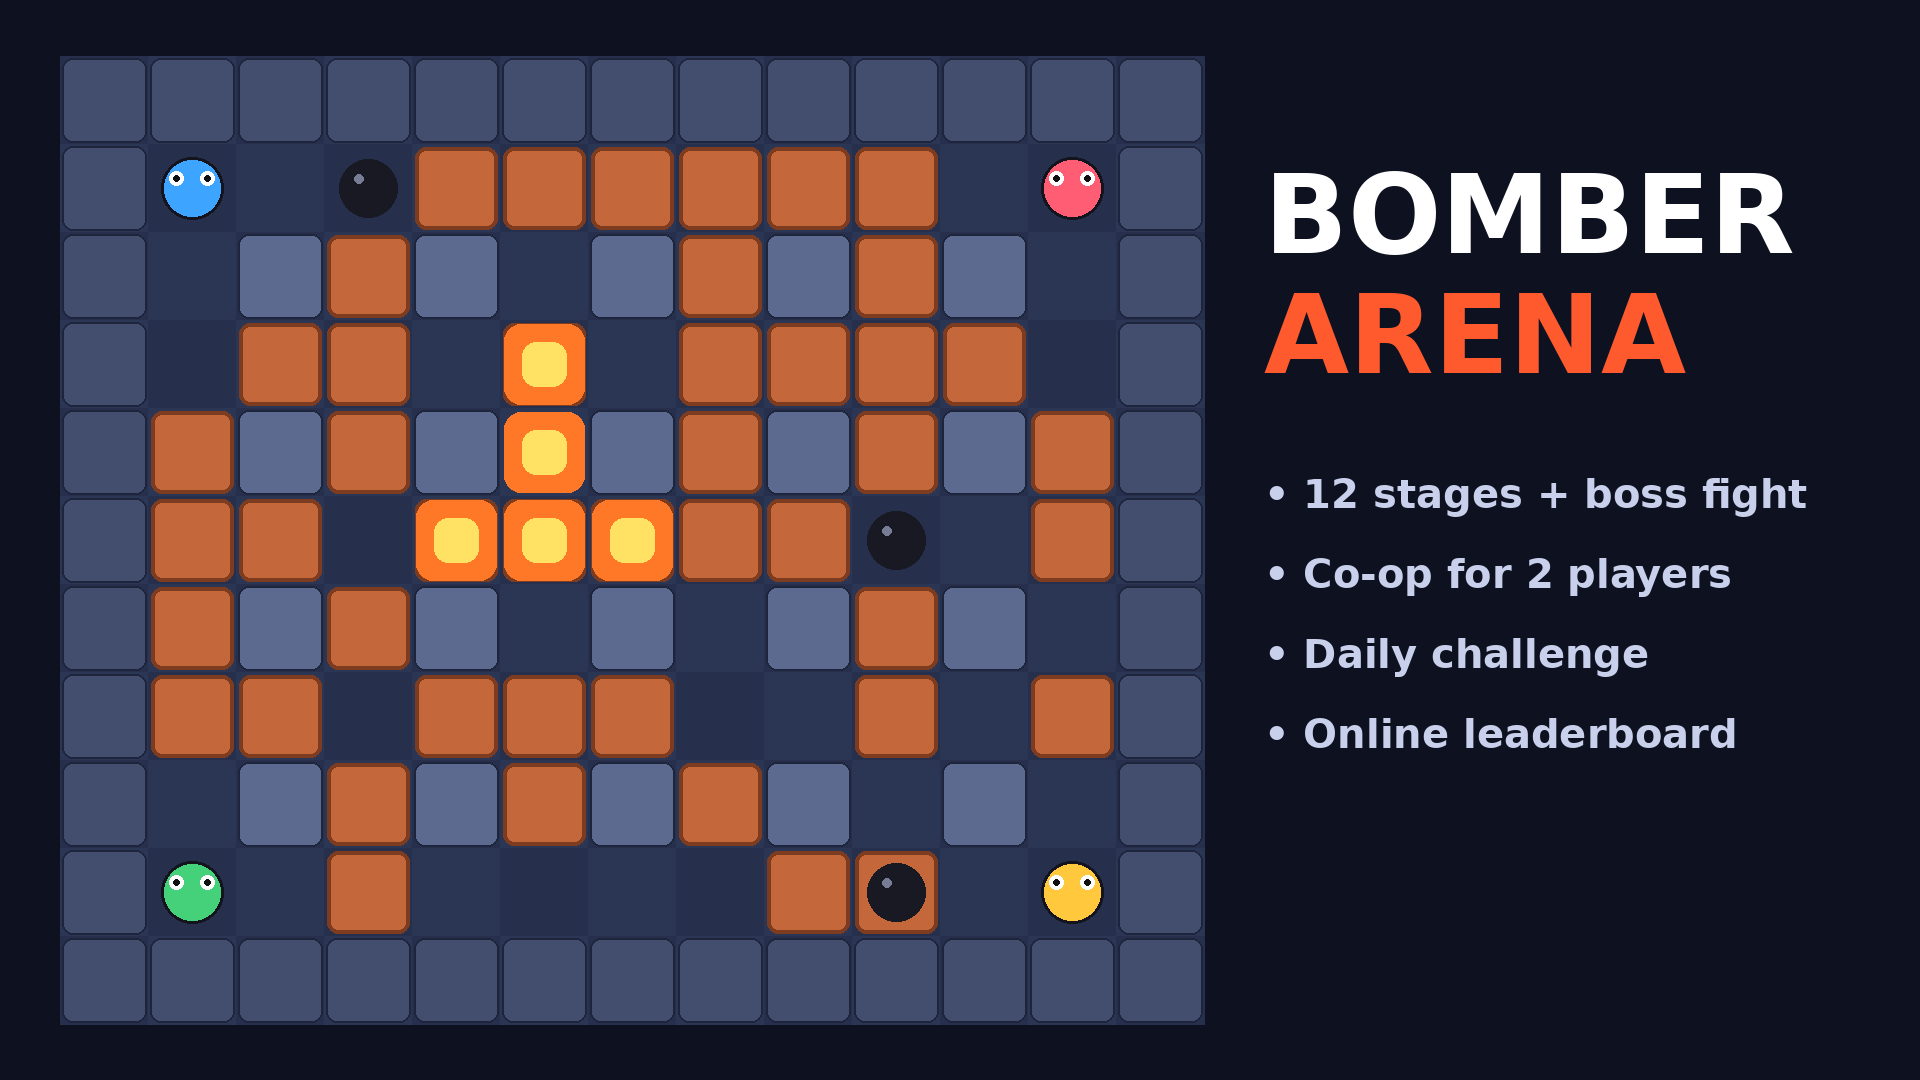 BOMBER
ARENA
• 12 stages + boss fight
• Co-op for 2 players
• Daily challenge
• Online leaderboard